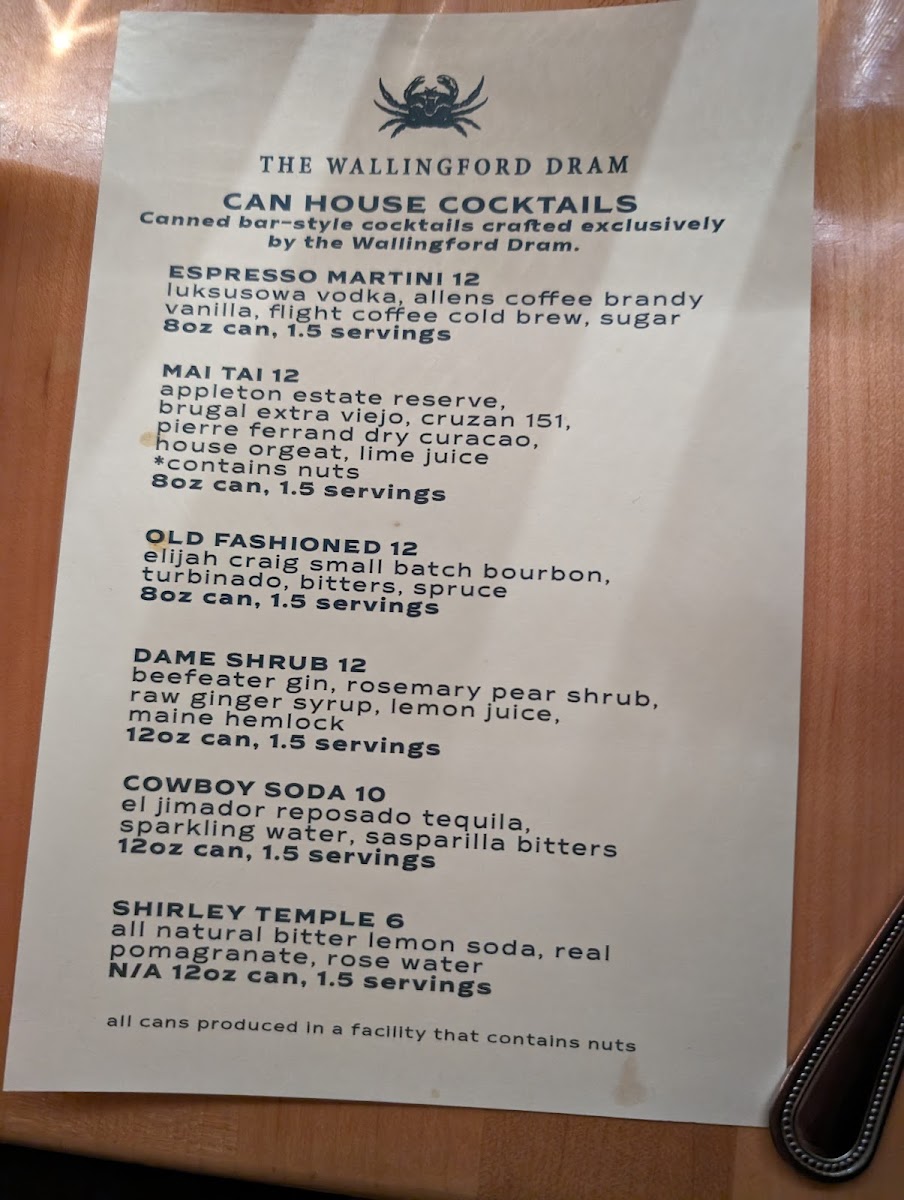 THE WALLINGFORD DRAM
CAN HOUSE COCKTAILS
Canned bar-style cocktails crafted exclusively
by the Wallingford Dram.
ESPRESSO MARTINI 12
luksusowa vodka, allens coffee brandy
vanilla, flight coffee cold brew, sugar
8oz can, 1.5 servings
MAI TAI 12
appleton estate reserve,
brugal extra viejo, cruzan 151,
pierre ferrand dry curacao,
house orgeat, lime juice
*contains nuts
8oz can, 1.5 servings
OLD FASHIONED 12
elijah craig small batch bourbon,
turbinado, bitters, spruce
8oz can, 1.5 servings
DAME SHRUB 12
beefeater gin, rosemary pear shrub,
raw ginger syrup, lemon juice,
maine hemlock
12oz can, 1.5 servings
COWBOY SODA 10
el jimador reposado tequila,
sparkling water, sasparilla bitters
12oz can, 1.5 servings
SHIRLEY TEMPLE 6
all natural bitter lemon soda, real
pomagranate, rose water
N/A 12oz can, 1.5 servings
all cans produced in a facility that contains nuts